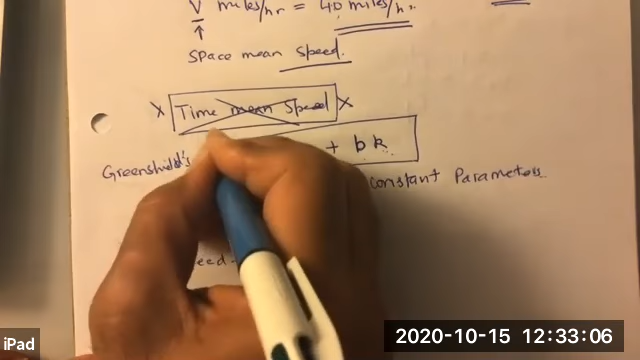 V miles/hr = 40 miles/hr.
↑
Space mean speed.
X Time mean Speed X
+ bk
Greenshield's
constant Parameters
eed-
iPad
2020-10-15 12:33:06